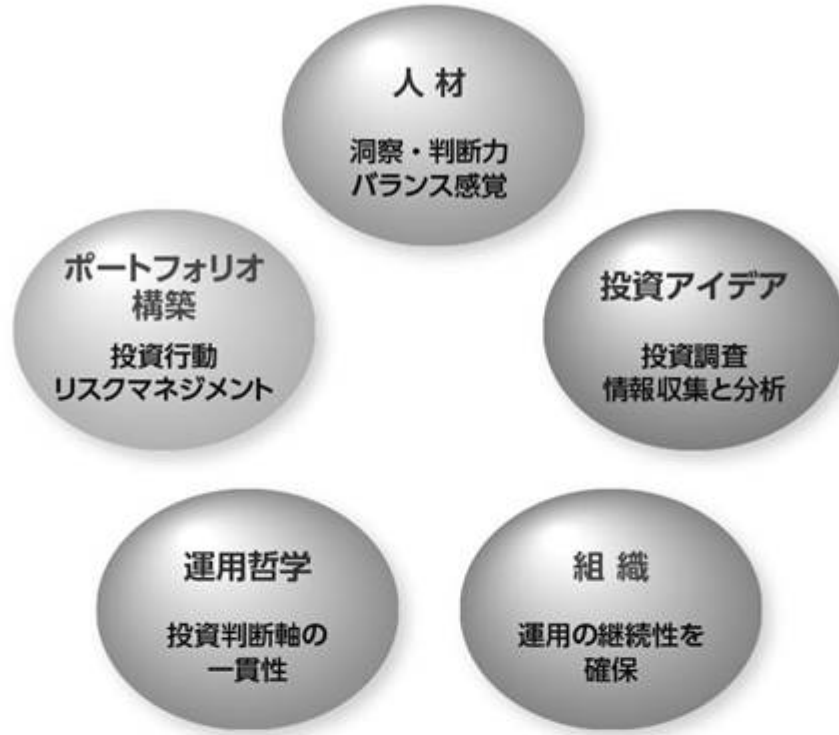 人 材
洞察・判断力
バランス感覚
ポートフォリオ
構築
投資行動
リスクマネジメント
投資アイデア
投資調査
情報収集と分析
運用哲学
投資判断軸の
一貫性
組 織
運用の継続性を
確保